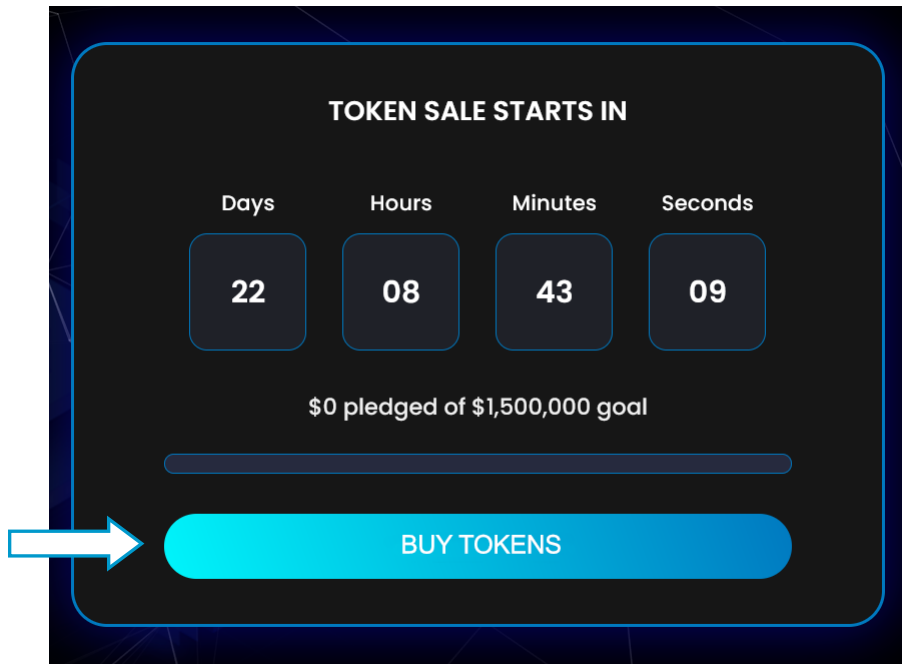 TOKEN SALE STARTS IN
Days Hours Minutes Seconds
22 08 43 09
$0 pledged of $1,500,000 goal
BUY TOKENS